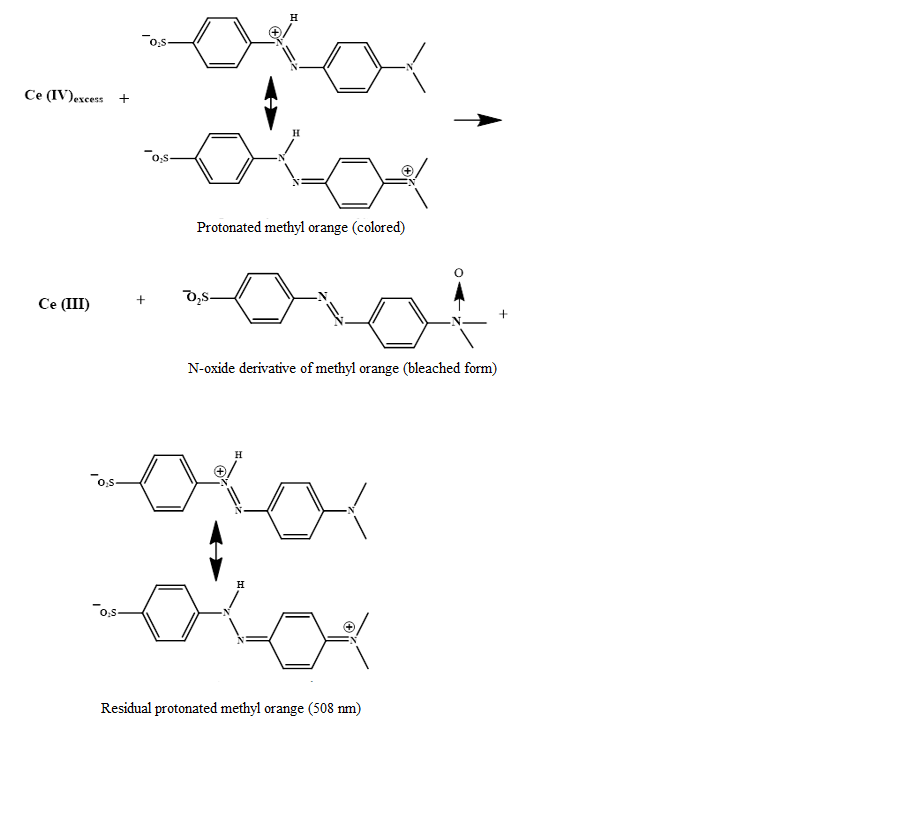 H
⊕
−O₃S N
N N
Ce (IV)excess +
H
−O₃S N ⊕
N N
Protonated methyl orange (colored)
O
Ce (III) + −O₂S N
N N +
N-oxide derivative of methyl orange (bleached form)
H
⊕
−O₃S N
N N
H
−O₃S N ⊕
N N
Residual protonated methyl orange (508 nm)